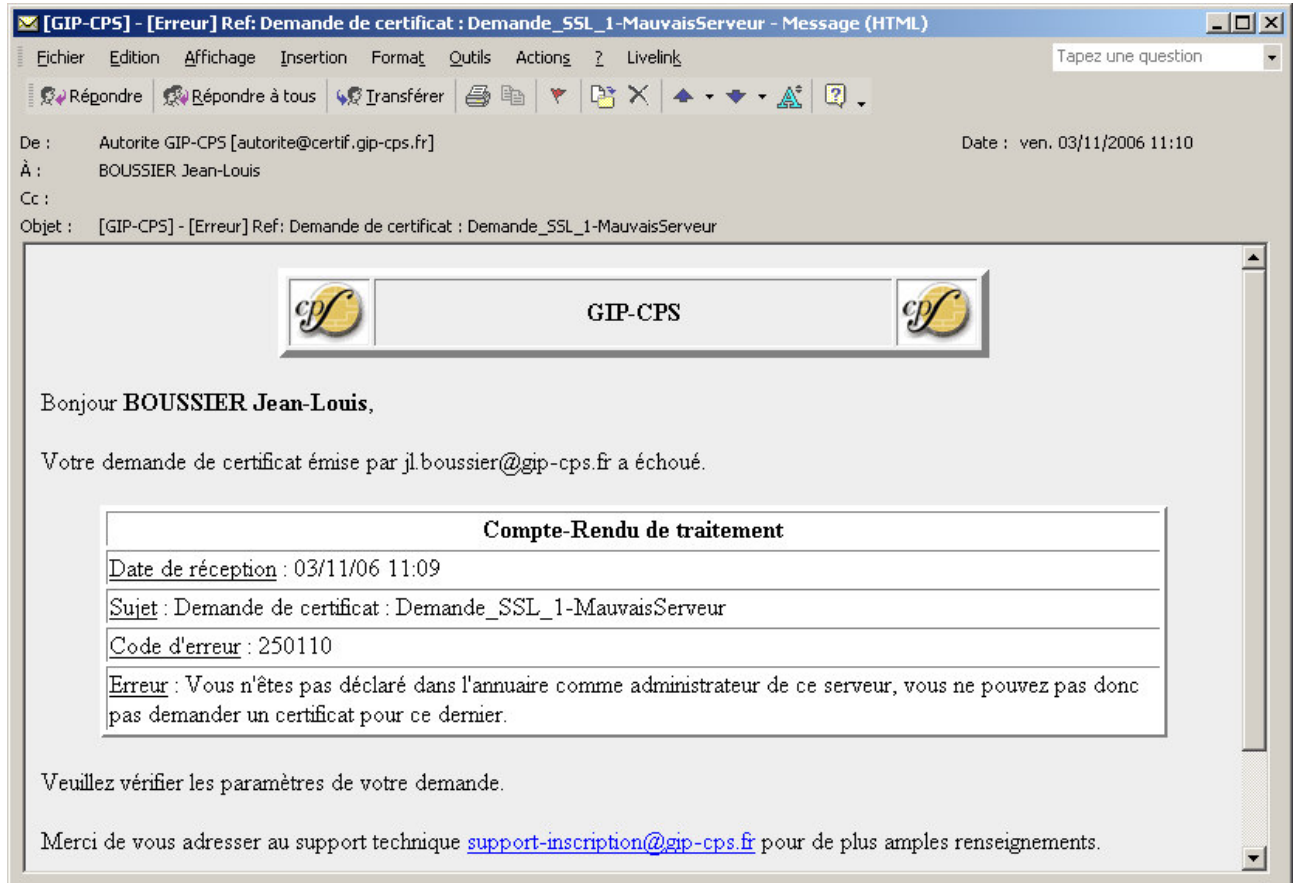 [GIP-CPS] - [Erreur] Ref: Demande de certificat : Demande_SSL_1-MauvaisServeur - Message (HTML)
Fichier Edition Affichage Insertion Format Outils Actions ? Livelink Tapez une question
Répondre Répondre à tous Transférer
De : Autorite GIP-CPS [autorite@certif.gip-cps.fr] Date : ven. 03/11/2006 11:10
À : BOUSSIER Jean-Louis
Cc :
Objet : [GIP-CPS] - [Erreur] Ref: Demande de certificat : Demande_SSL_1-MauvaisServeur
cps GIP-CPS cps
Bonjour BOUSSIER Jean-Louis,
Votre demande de certificat émise par jl.boussier@gip-cps.fr a échoué.
Compte-Rendu de traitement
Date de réception : 03/11/06 11:09
Sujet : Demande de certificat : Demande_SSL_1-MauvaisServeur
Code d'erreur : 250110
Erreur : Vous n'êtes pas déclaré dans l'annuaire comme administrateur de ce serveur, vous ne pouvez pas donc
pas demander un certificat pour ce dernier.
Veuillez vérifier les paramètres de votre demande.
Merci de vous adresser au support technique support-inscription@gip-cps.fr pour de plus amples renseignements.